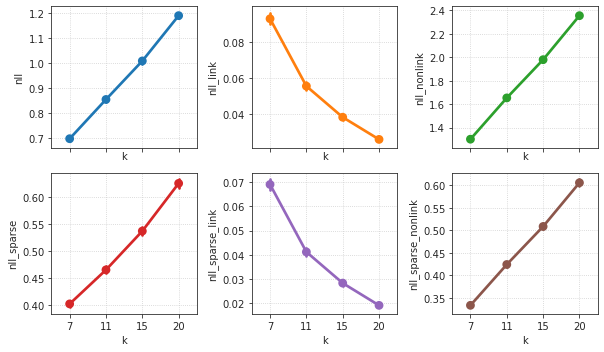 1.2
1.1
1.0
0.9
0.8
0.7
nll
k
0.08
0.06
0.04
nll_link
k
2.4
2.2
2.0
1.8
1.6
1.4
nll_nonlink
k
0.60
0.55
0.50
0.45
0.40
nll_sparse
7 11 15 20
k
0.07
0.06
0.05
0.04
0.03
0.02
nll_sparse_link
7 11 15 20
k
0.60
0.55
0.50
0.45
0.40
0.35
nll_sparse_nonlink
7 11 15 20
k